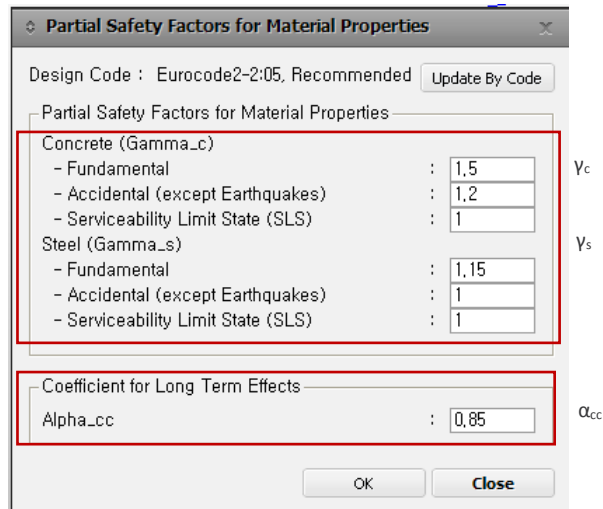 Partial Safety Factors for Material Properties x
Design Code : Eurocode2-2:05, Recommended Update By Code
Partial Safety Factors for Material Properties
Concrete (Gamma_c)
- Fundamental : 1,5 γc
- Accidental (except Earthquakes) : 1,2
- Serviceability Limit State (SLS) : 1
Steel (Gamma_s) γs
- Fundamental : 1,15
- Accidental (except Earthquakes) : 1
- Serviceability Limit State (SLS) : 1
Coefficient for Long Term Effects
Alpha_cc : 0,85 αcc
OK Close